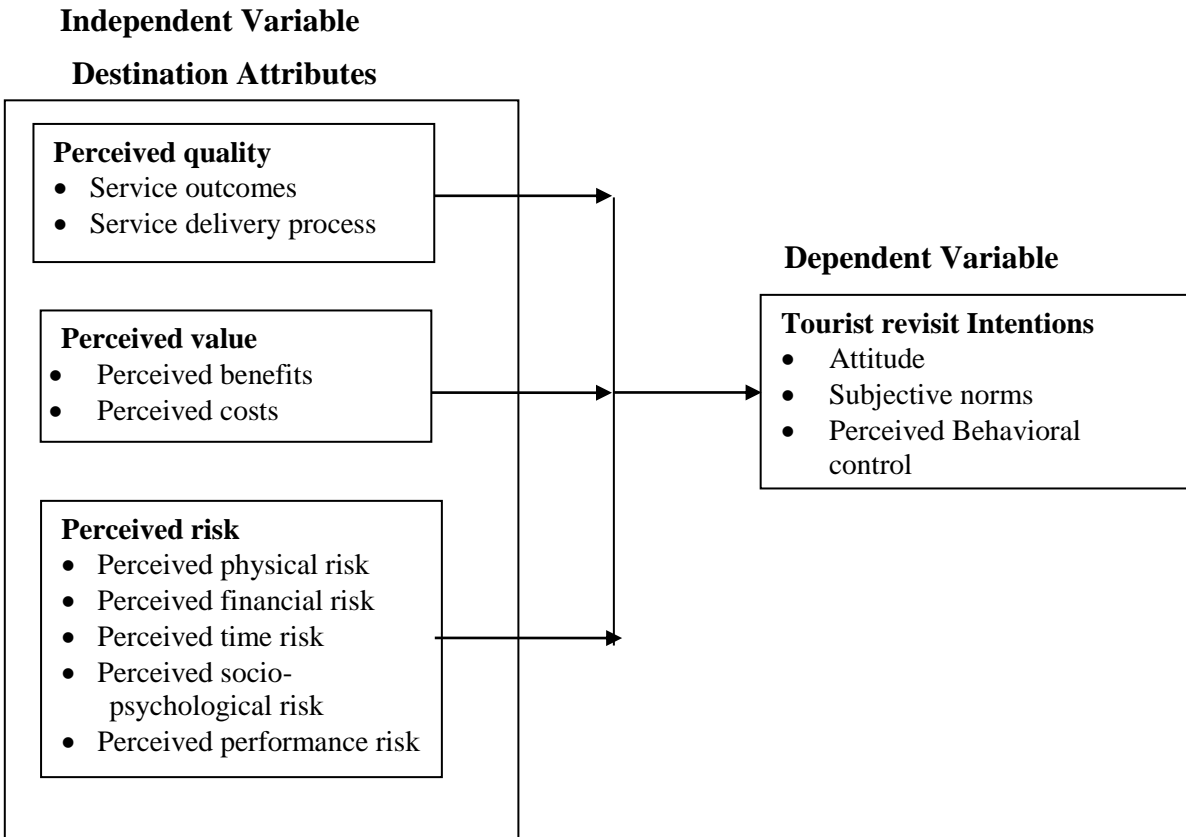 Independent Variable
Destination Attributes
Perceived quality
• Service outcomes
• Service delivery process
Perceived value
• Perceived benefits
• Perceived costs
Perceived risk
• Perceived physical risk
• Perceived financial risk
• Perceived time risk
• Perceived socio-
psychological risk
• Perceived performance risk
Dependent Variable
Tourist revisit Intentions
• Attitude
• Subjective norms
• Perceived Behavioral
control